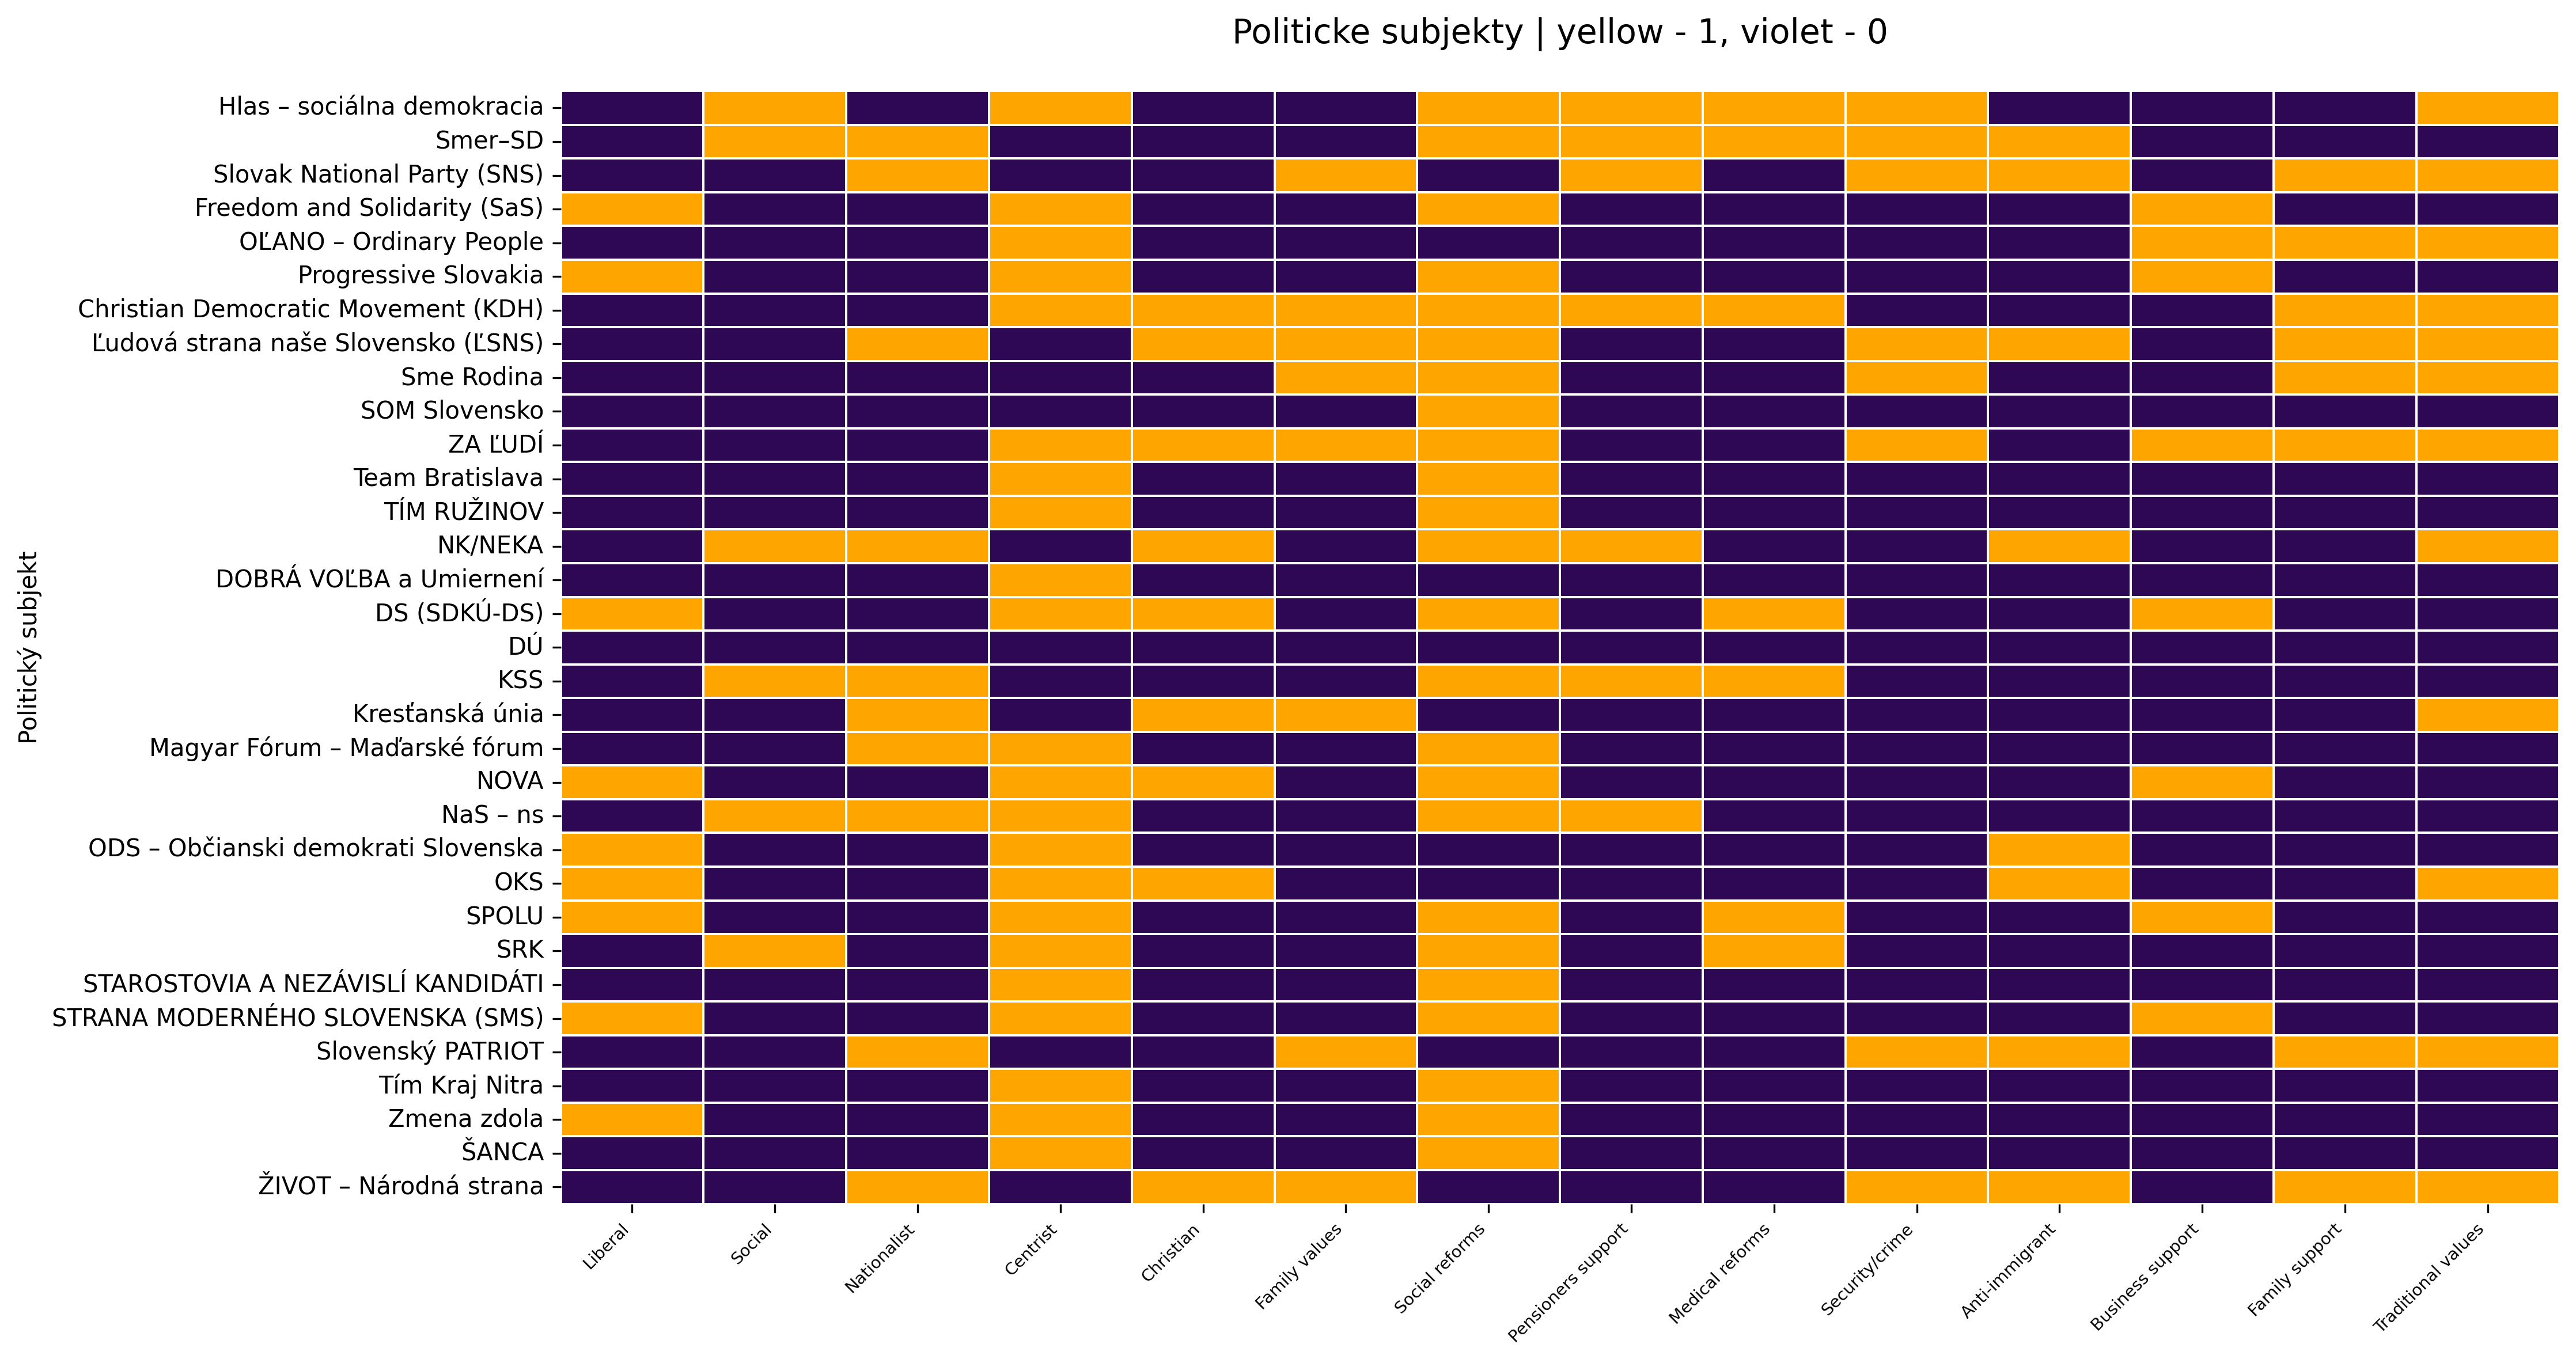 Politicke subjekty | yellow - 1, violet - 0
Politický subjekt
Hlas – sociálna demokracia
Smer–SD
Slovak National Party (SNS)
Freedom and Solidarity (SaS)
OĽANO – Ordinary People
Progressive Slovakia
Christian Democratic Movement (KDH)
Ľudová strana naše Slovensko (ĽSNS)
Sme Rodina
SOM Slovensko
ZA ĽUDÍ
Team Bratislava
TÍM RUŽINOV
NK/NEKA
DOBRÁ VOĽBA a Umiernení
DS (SDKÚ-DS)
DÚ
KSS
Kresťanská únia
Magyar Fórum – Maďarské fórum
NOVA
NaS – ns
ODS – Občianski demokrati Slovenska
OKS
SPOLU
SRK
STAROSTOVIA A NEZÁVISLÍ KANDIDÁTI
STRANA MODERNÉHO SLOVENSKA (SMS)
Slovenský PATRIOT
Tím Kraj Nitra
Zmena zdola
ŠANCA
ŽIVOT – Národná strana
Liberal
Social
Nationalist
Centrist
Christian
Family values
Social reforms
Pensioners support
Medical reforms
Security/crime
Anti-immigrant
Business support
Family support
Traditional values